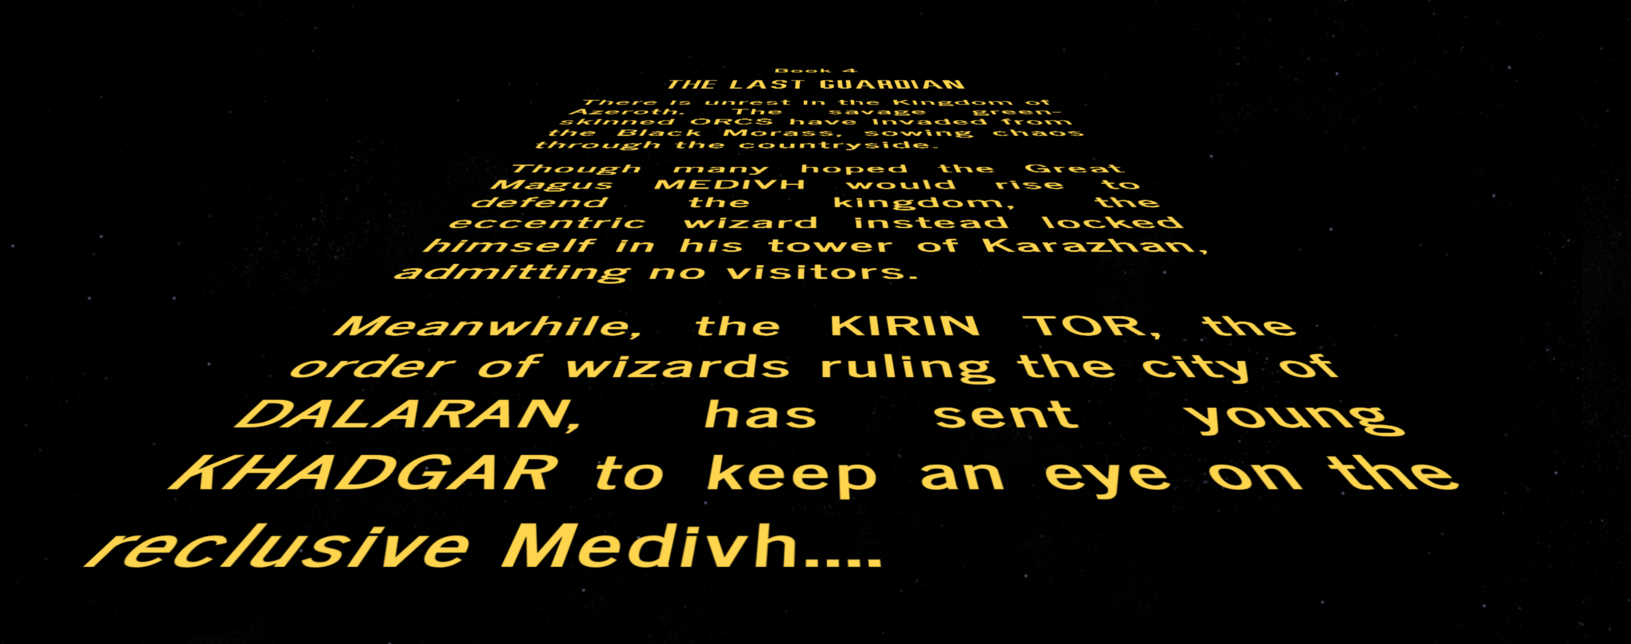 Book 4
THE LAST GUARDIAN
There is unrest in the Kingdom of
Azeroth. The savage green-
skinned ORCS have invaded from
the Black Morass, sowing chaos
through the countryside.
Though many hoped the Great
Magus MEDIVH would rise to
defend the kingdom, the
eccentric wizard instead locked
himself in his tower of Karazhan,
admitting no visitors.
Meanwhile, the KIRIN TOR, the
order of wizards ruling the city of
DALARAN, has sent young
KHADGAR to keep an eye on the
reclusive Medivh....